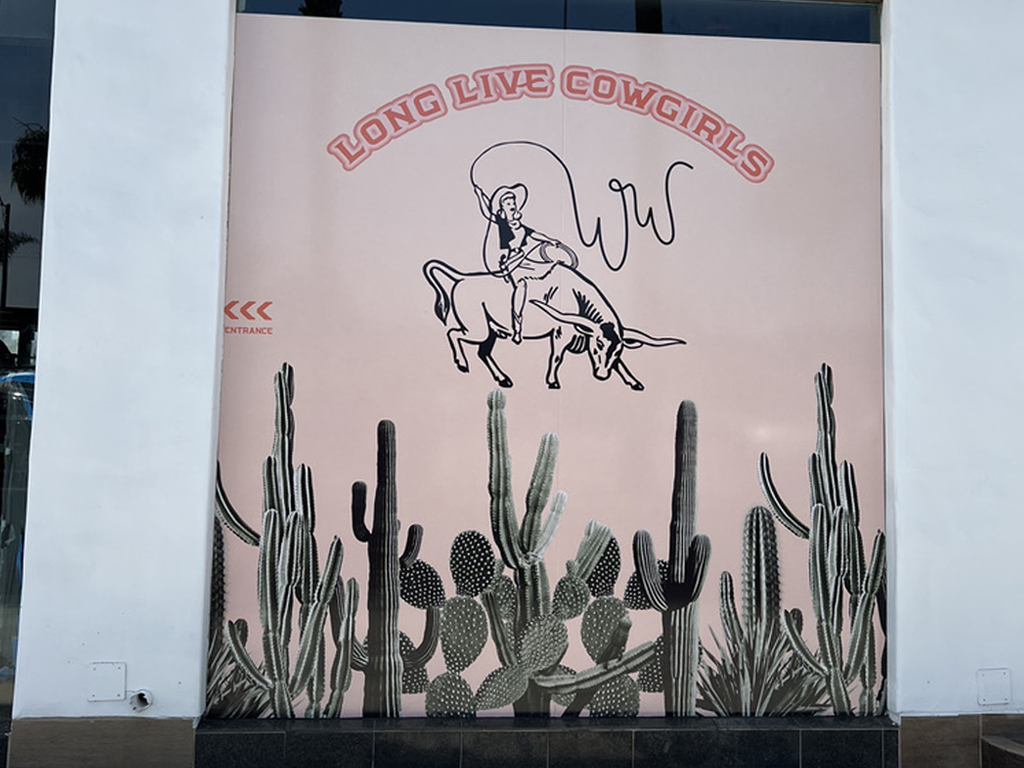 LONG LIVE COWGIRLS
WW
<<<
ENTRANCE